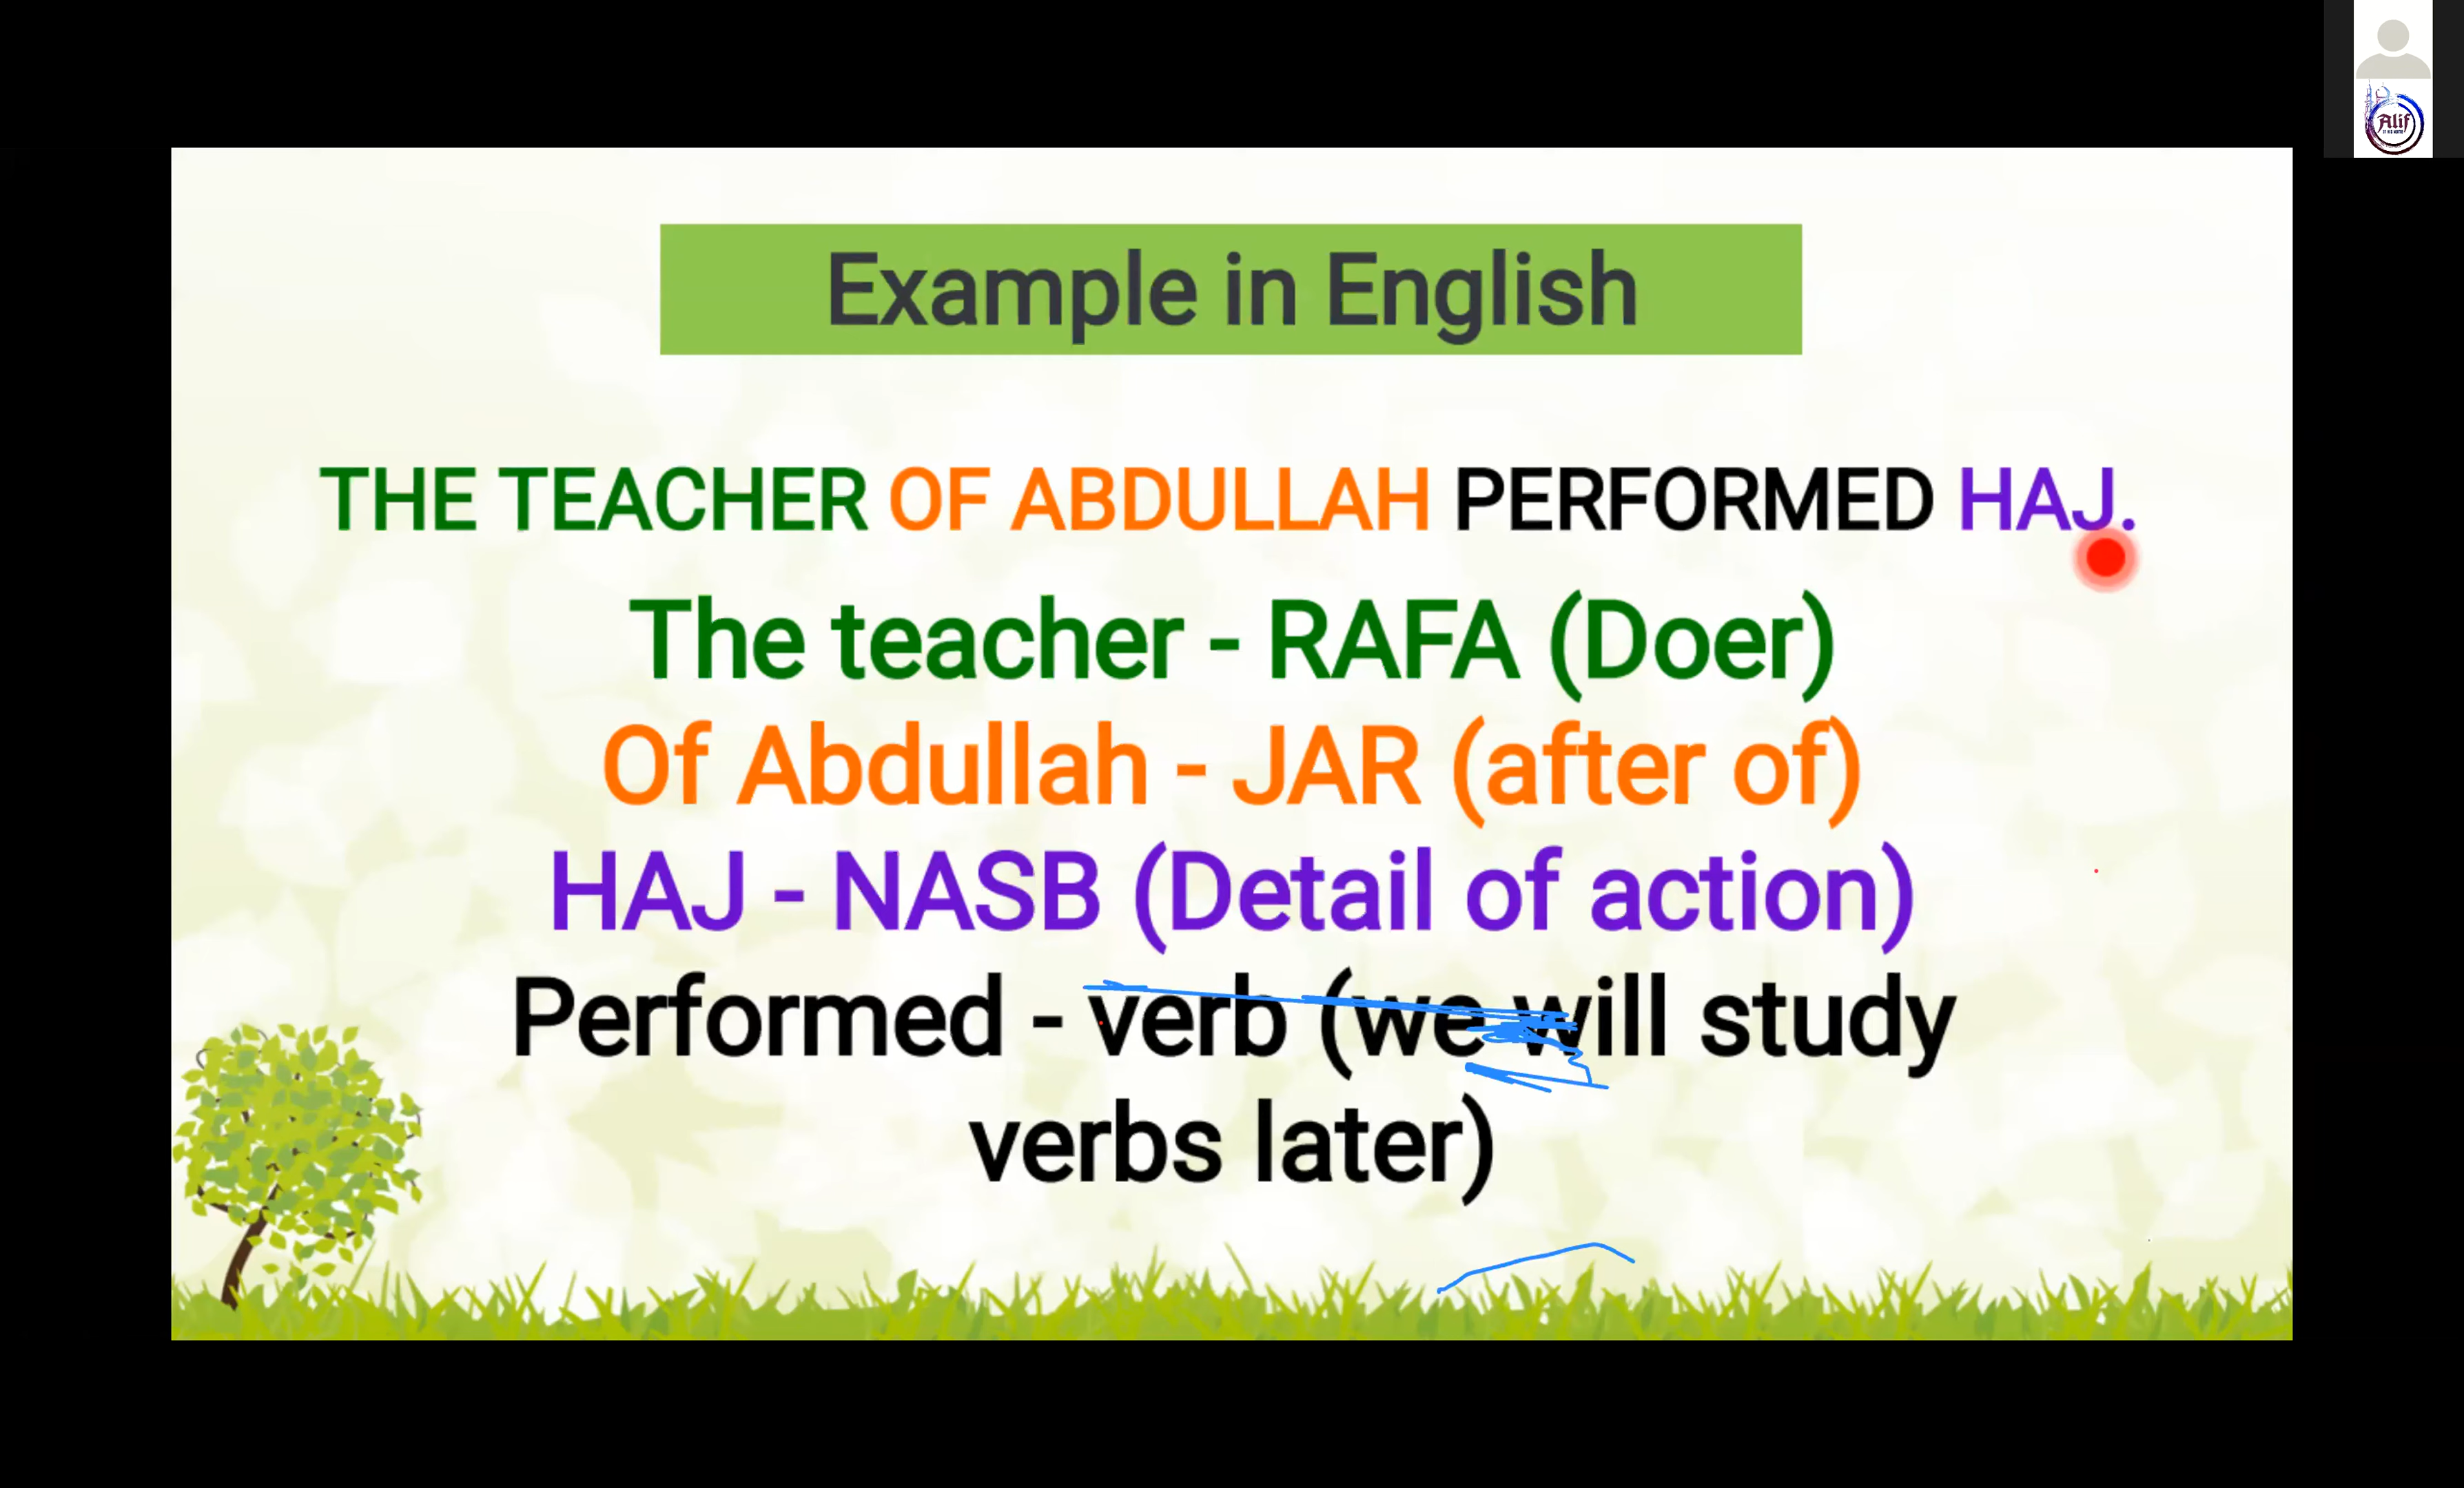 Alif
Example in English
THE TEACHER OF ABDULLAH PERFORMED HAJ.
The teacher - RAFA (Doer)
Of Abdullah - JAR (after of)
HAJ - NASB (Detail of action)
Performed - verb (we will study
verbs later)